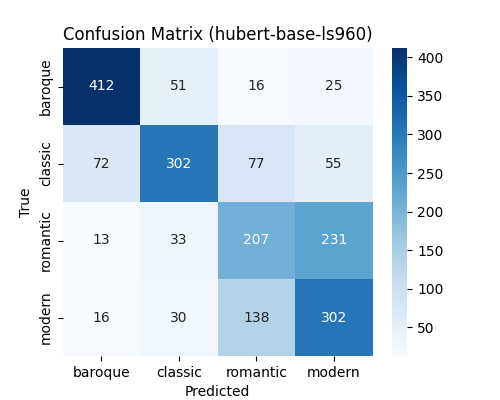 Confusion Matrix (hubert-base-ls960)
True
baroque 412 51 16 25
classic 72 302 77 55
romantic 13 33 207 231
modern 16 30 138 302
baroque classic romantic modern
Predicted
400
350
300
250
200
150
100
50